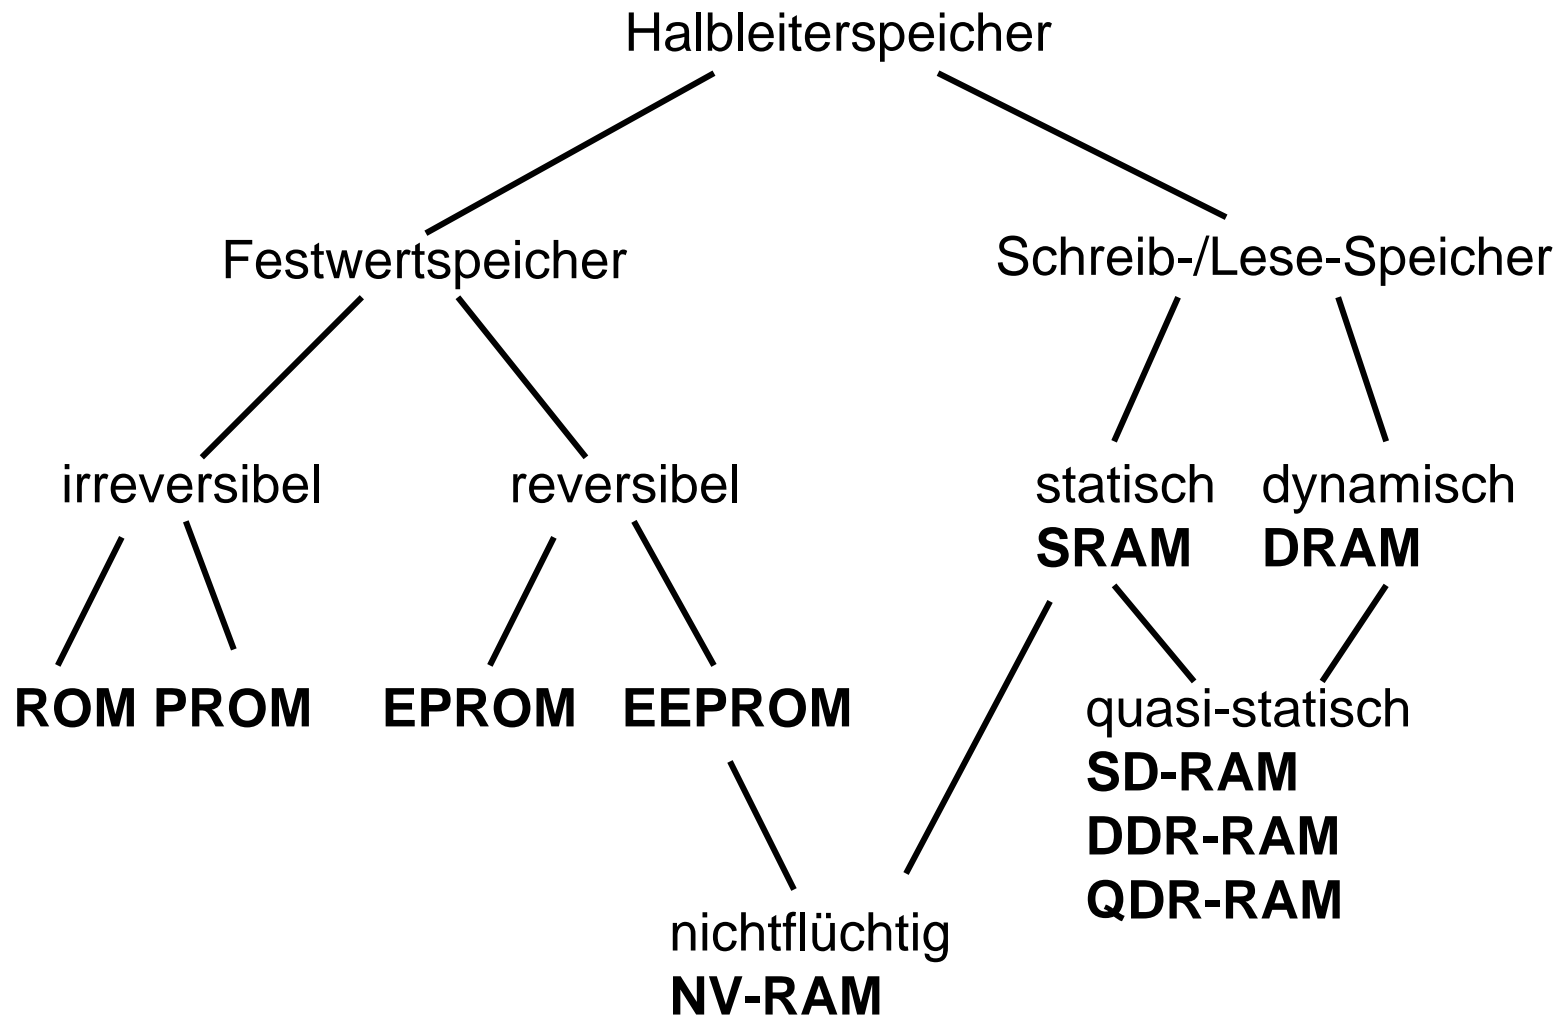 Halbleiterspeicher
Festwertspeicher
Schreib-/Lese-Speicher
irreversibel
reversibel
statisch
SRAM
dynamisch
DRAM
ROM
PROM
EPROM
EEPROM
quasi-statisch
SD-RAM
DDR-RAM
QDR-RAM
nichtflüchtig
NV-RAM